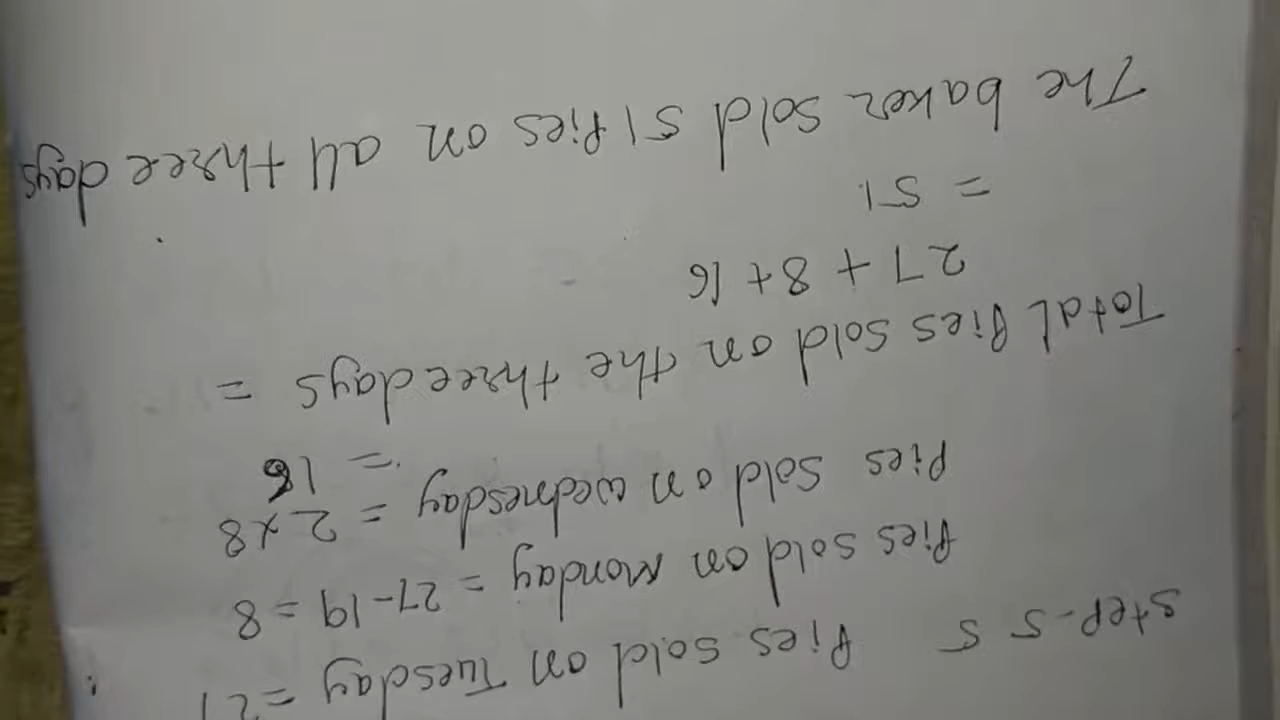 Step-5 5 Pies sold on Tuesday = 27
Pies sold on Monday = 27-19 = 8
Pies sold on wednesday = 2×8
= 16
Total Pies sold on the three days =
27 + 8 + 16
= 51
The baker sold 51 Pies on all three days